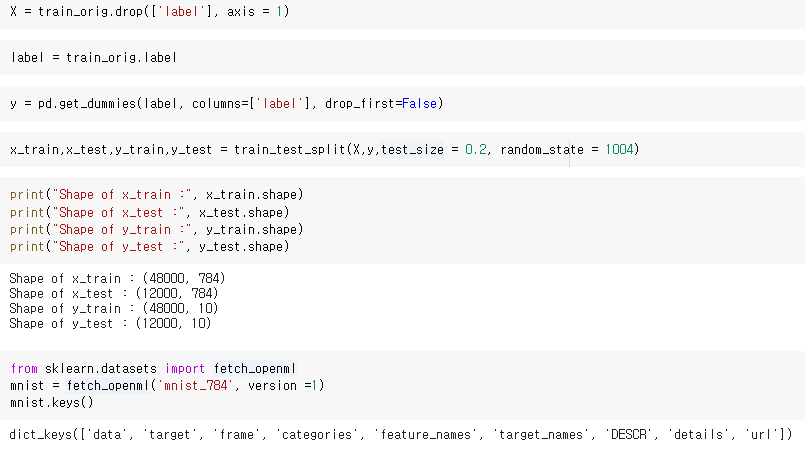 X = train_orig.drop(['label'], axis = 1)
label = train_orig.label
y = pd.get_dummies(label, columns=['label'], drop_first=False)
x_train,x_test,y_train,y_test = train_test_split(X,y,test_size = 0.2, random_state = 1004)
print("Shape of x_train :", x_train.shape)
print("Shape of x_test :", x_test.shape)
print("Shape of y_train :", y_train.shape)
print("Shape of y_test :", y_test.shape)
Shape of x_train : (48000, 784)
Shape of x_test : (12000, 784)
Shape of y_train : (48000, 10)
Shape of y_test : (12000, 10)
from sklearn.datasets import fetch_openml
mnist = fetch_openml('mnist_784', version =1)
mnist.keys()
dict_keys(['data', 'target', 'frame', 'categories', 'feature_names', 'target_names', 'DESCR', 'details', 'url'])